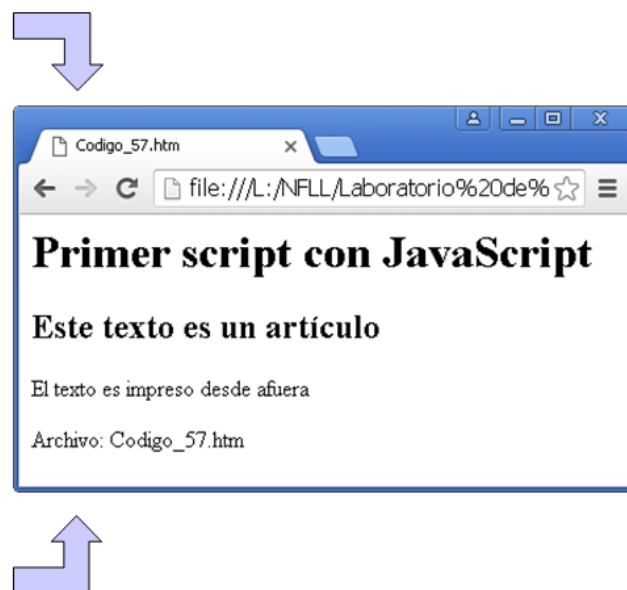 Codigo_57.htm
file:///L:/NFLL/Laboratorio%20de%
Primer script con JavaScript
Este texto es un artículo
El texto es impreso desde afuera
Archivo: Codigo_57.htm